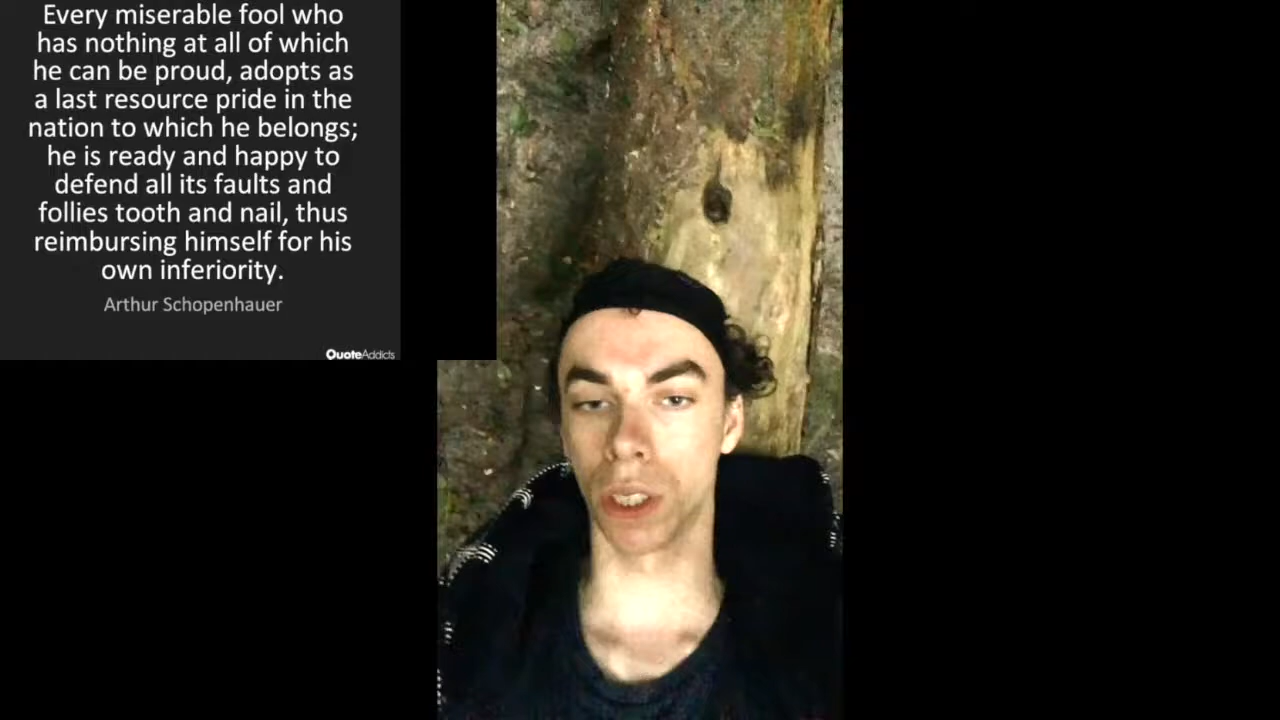 Every miserable fool who
has nothing at all of which
he can be proud, adopts as
a last resource pride in the
nation to which he belongs;
he is ready and happy to
defend all its faults and
follies tooth and nail, thus
reimbursing himself for his
own inferiority.
Arthur Schopenhauer
QuoteAddicts